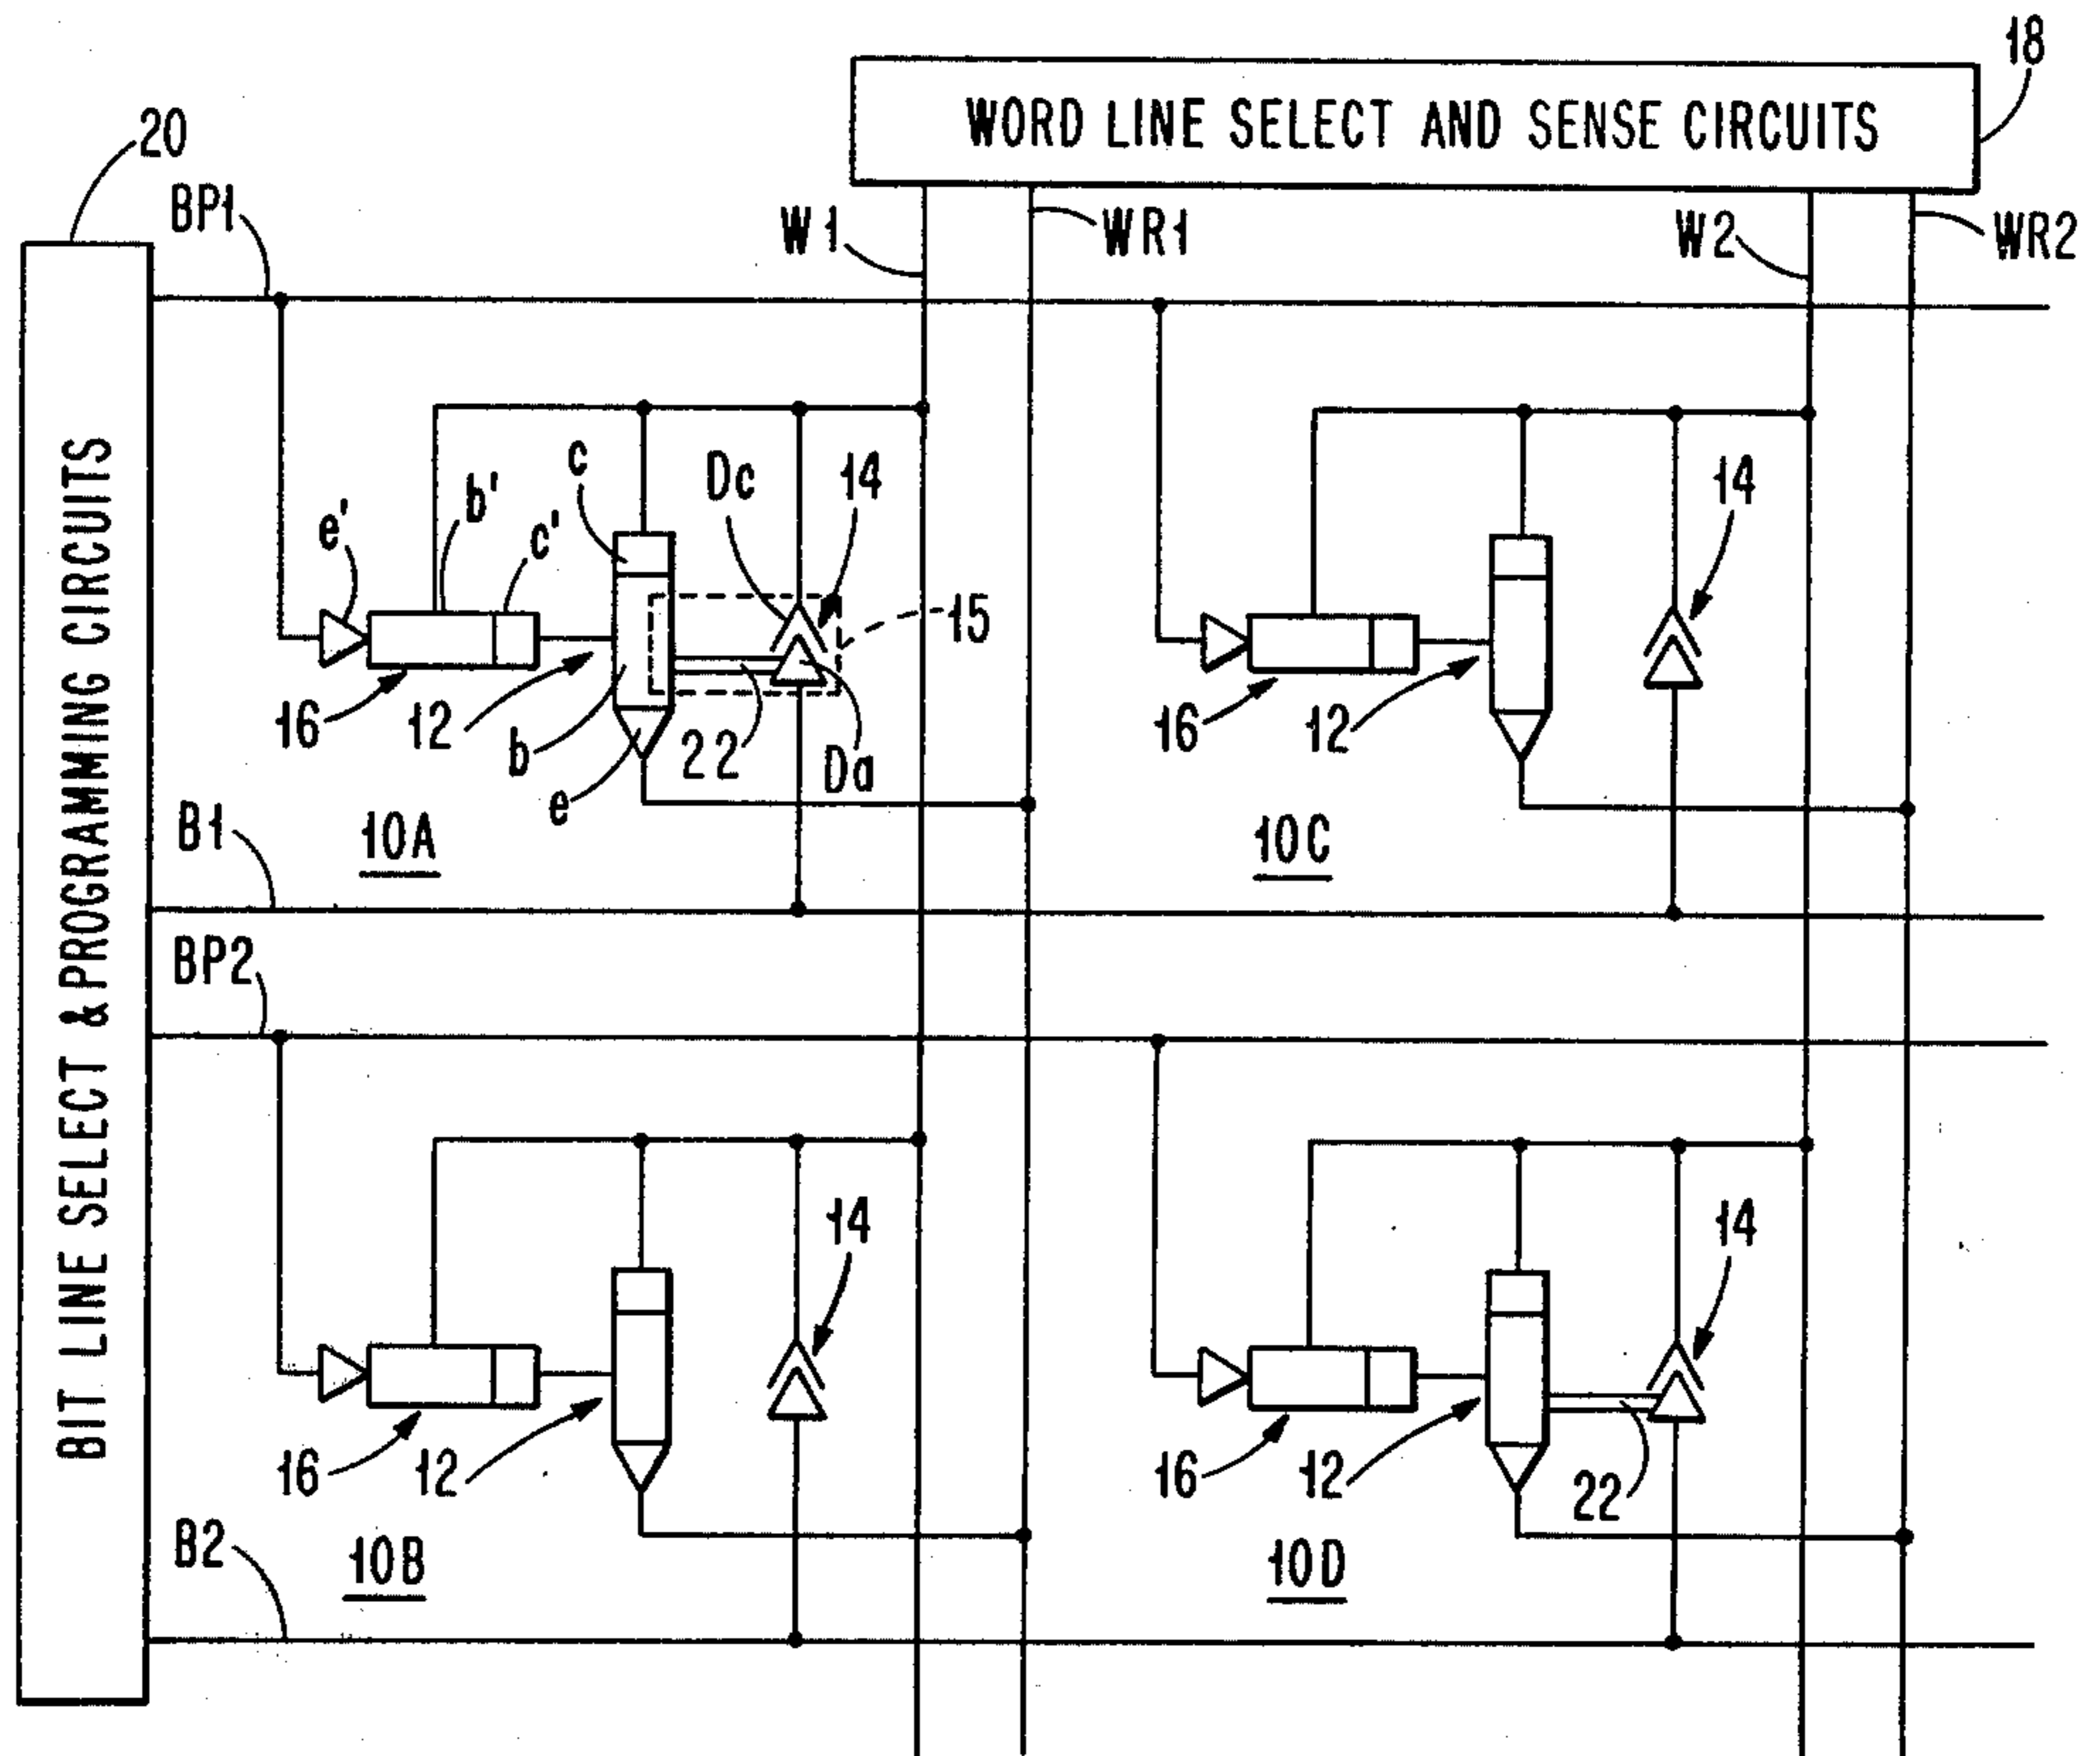 18
WORD LINE SELECT AND SENSE CIRCUITS
20
BP1
W1
WR1
W2
WR2
BIT LINE SELECT & PROGRAMMING CIRCUITS
e'
b'
c'
c
Dc
14
15
14
16
12
b
e
22
Da
16
12
B1
10A
10C
BP2
14
14
16
12
16
12
22
B2
10B
10D